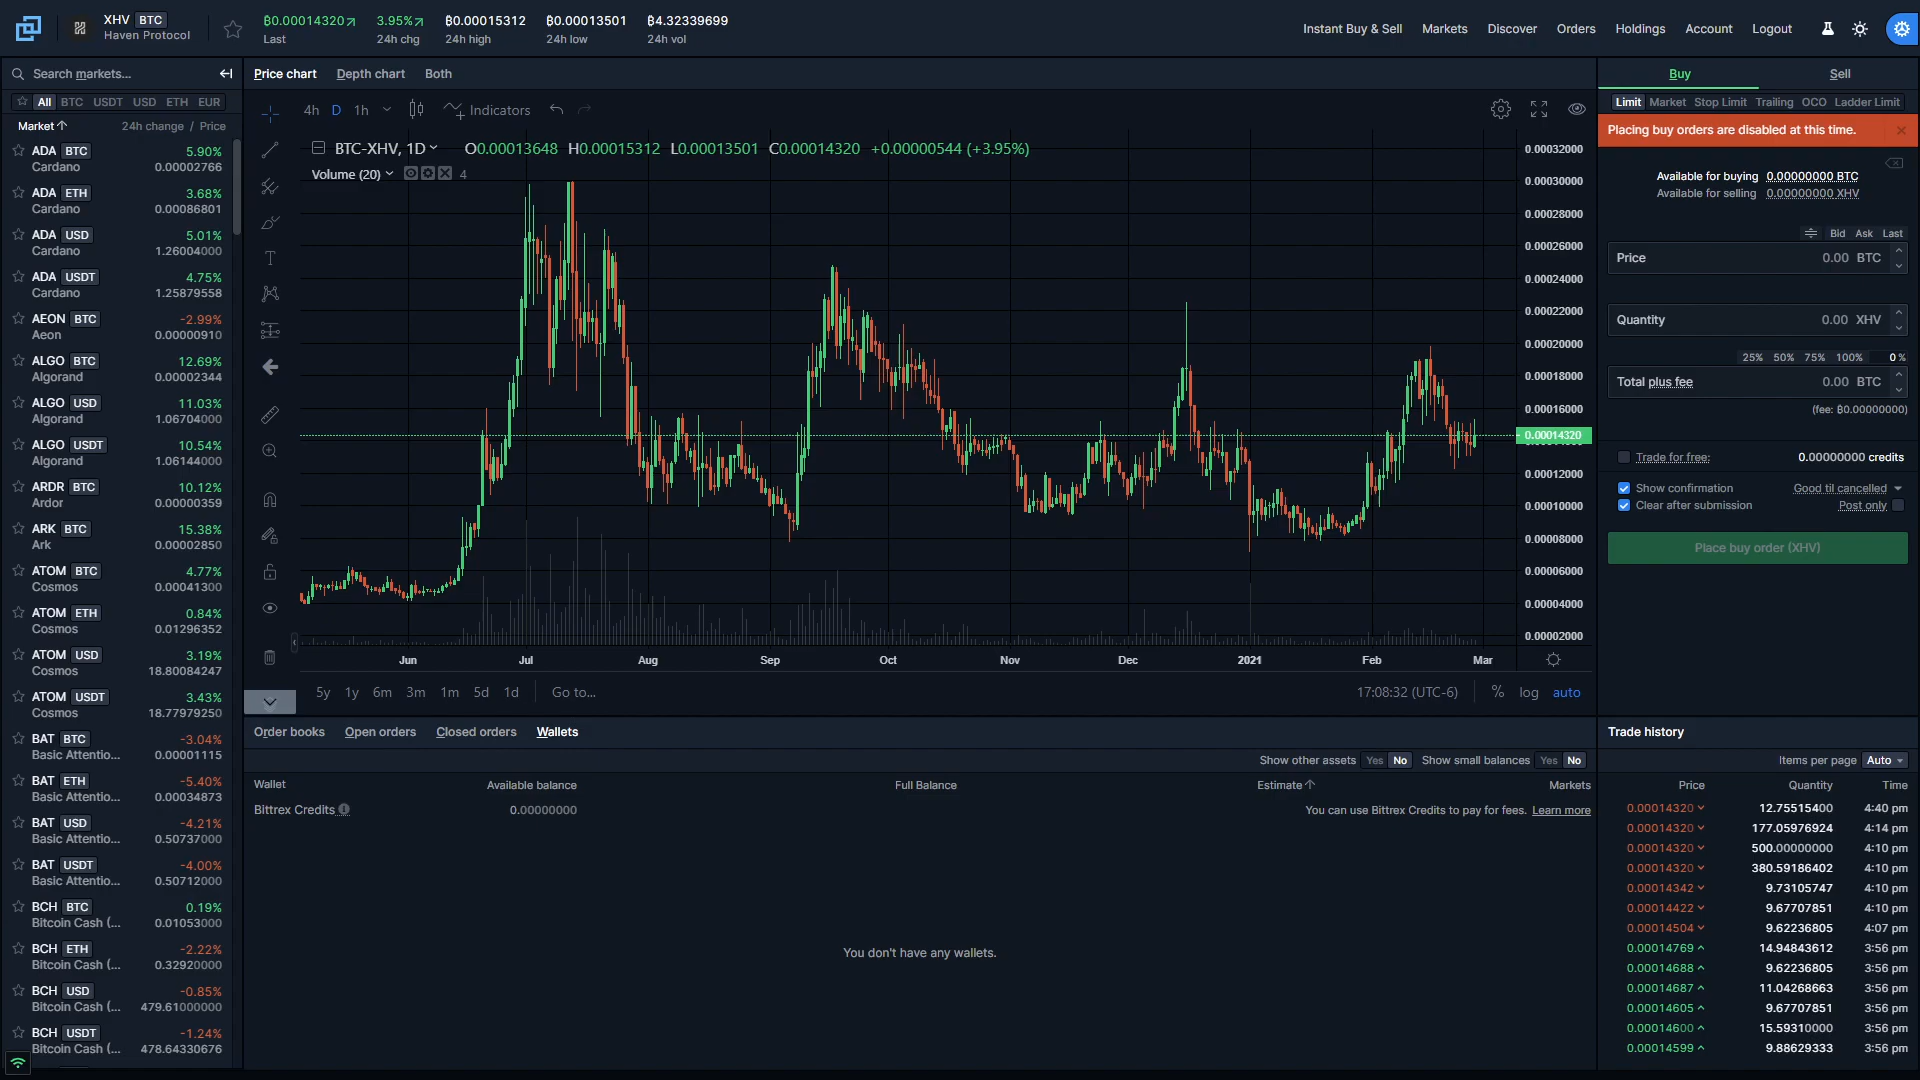 XHV BTC
Haven Protocol
₿0.00014320
Last
3.95%
24h chg
₿0.00015312
24h high
₿0.00013501
24h low
₿4.32339699
24h vol
Instant Buy & Sell Markets Discover Orders Holdings Account Logout
Search markets...
All BTC USDT USD ETH EUR
Market 24h change / Price
ADA BTC 5.90%
Cardano 0.00002766
ADA ETH 3.68%
Cardano 0.00086801
ADA USD 5.01%
Cardano 1.26004000
ADA USDT 4.75%
Cardano 1.25879558
AEON BTC -2.99%
Aeon 0.00000910
ALGO BTC 12.69%
Algorand 0.00002344
ALGO USD 11.03%
Algorand 1.06704000
ALGO USDT 10.54%
Algorand 1.06144000
ARDR BTC 10.12%
Ardor 0.00000359
ARK BTC 15.38%
Ark 0.00002850
ATOM BTC 4.77%
Cosmos 0.00041300
ATOM ETH 0.84%
Cosmos 0.01296352
ATOM USD 3.19%
Cosmos 18.80084247
ATOM USDT 3.43%
Cosmos 18.77979250
BAT BTC -3.04%
Basic Attentio... 0.00001115
BAT ETH -5.40%
Basic Attentio... 0.00034873
BAT USD -4.21%
Basic Attentio... 0.50737000
BAT USDT -4.00%
Basic Attentio... 0.50712000
BCH BTC 0.19%
Bitcoin Cash (... 0.01053000
BCH ETH -2.22%
Bitcoin Cash (... 0.32920000
BCH USD -0.85%
Bitcoin Cash (... 479.61000000
BCH USDT -1.24%
Bitcoin Cash (... 478.64330676
Price chart Depth chart Both
4h D 1h Indicators
BTC-XHV, 1D O0.00013648 H0.00015312 L0.00013501 C0.00014320 +0.00000544 (+3.95%)
Volume (20) 4
0.00032000
0.00030000
0.00028000
0.00026000
0.00024000
0.00022000
0.00020000
0.00018000
0.00016000
0.00014320
0.00012000
0.00010000
0.00008000
0.00006000
0.00004000
0.00002000
Jun Jul Aug Sep Oct Nov Dec 2021 Feb Mar
5y 1y 6m 3m 1m 5d 1d Go to... 17:08:32 (UTC-6) % log auto
Order books Open orders Closed orders Wallets
Show other assets Yes No Show small balances Yes No
Wallet Available balance Full Balance Estimate Markets
Bittrex Credits 0.00000000 You can use Bittrex Credits to pay for fees. Learn more
You don't have any wallets.
Buy Sell
Limit Market Stop Limit Trailing OCO Ladder Limit
Placing buy orders are disabled at this time.
Available for buying 0.00000000 BTC
Available for selling 0.00000000 XHV
Bid Ask Last
Price 0.00 BTC
Quantity 0.00 XHV
25% 50% 75% 100% 0 %
Total plus fee 0.00 BTC
(fee: ₿0.00000000)
Trade for free: 0.00000000 credits
Show confirmation Good til cancelled
Clear after submission Post only
Place buy order (XHV)
Trade history
Items per page Auto
Price Quantity Time
0.00014320 12.75515400 4:40 pm
0.00014320 177.05976924 4:14 pm
0.00014320 500.00000000 4:10 pm
0.00014320 380.59186402 4:10 pm
0.00014342 9.73105747 4:10 pm
0.00014422 9.67707851 4:10 pm
0.00014504 9.62236805 4:07 pm
0.00014769 14.94843612 3:56 pm
0.00014688 9.62236805 3:56 pm
0.00014687 11.04268663 3:56 pm
0.00014605 9.67707851 3:56 pm
0.00014600 15.59310000 3:56 pm
0.00014599 9.88629333 3:56 pm